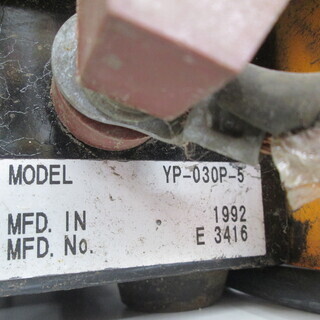 MODEL YP-030P-5
MFD. IN 1992
MFD. No. E 3416